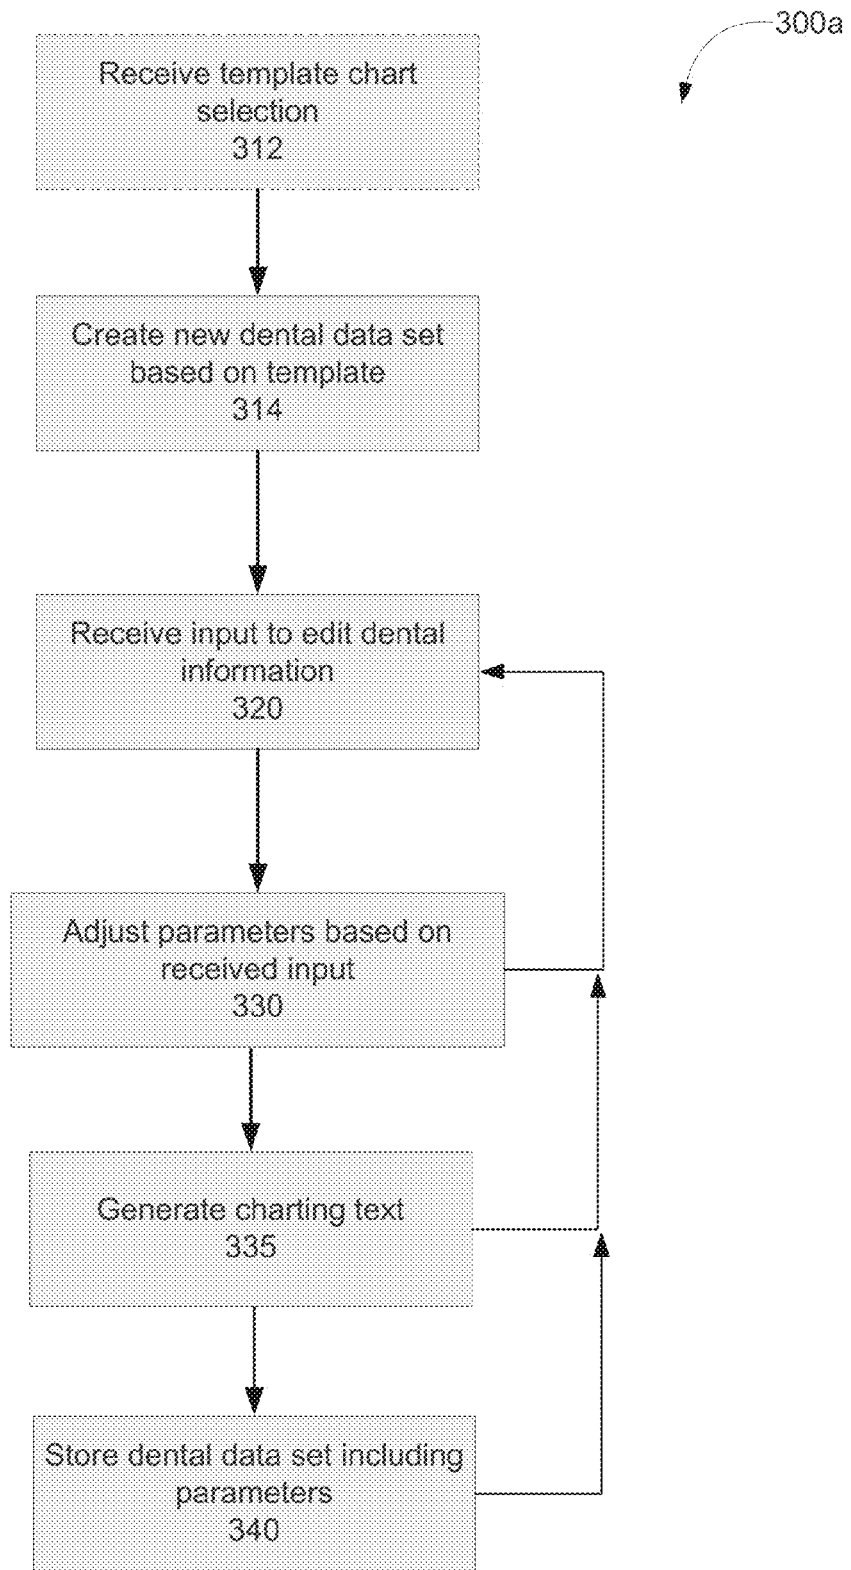 300a
Receive template chart
selection
312
Create new dental data set
based on template
314
Receive input to edit dental
information
320
Adjust parameters based on
received input
330
Generate charting text
335
Store dental data set including
parameters
340